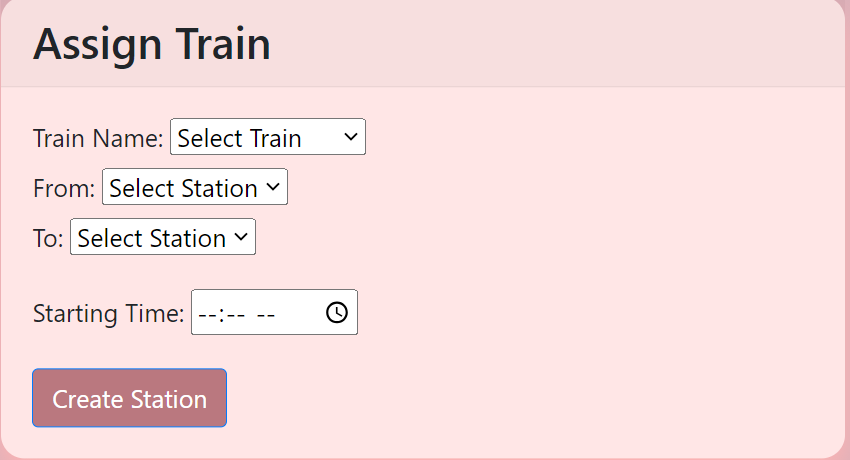 Assign Train
Train Name: Select Train
From: Select Station
To: Select Station
Starting Time: --:-- --
Create Station